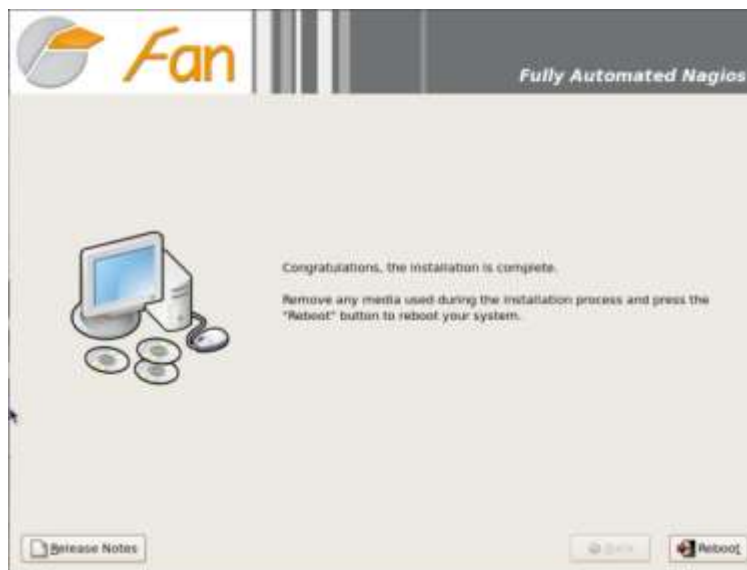 Fan
Fully Automated Nagios
Congratulations, the installation is complete.
Remove any media used during the installation process and press the
"Reboot" button to reboot your system.
Release Notes
Back
Reboot